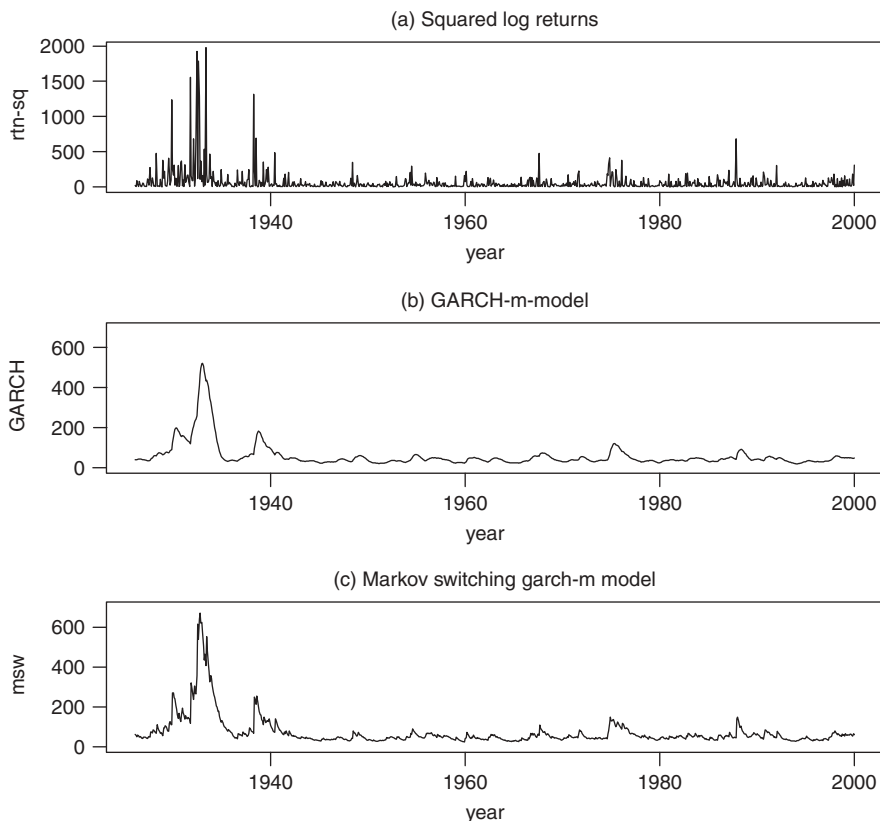 (a) Squared log returns
rtn-sq
2000
1500
1000
500
0
1940 1960 1980 2000
year
(b) GARCH-m-model
GARCH
600
400
200
0
1940 1960 1980 2000
year
(c) Markov switching garch-m model
msw
600
400
200
0
1940 1960 1980 2000
year